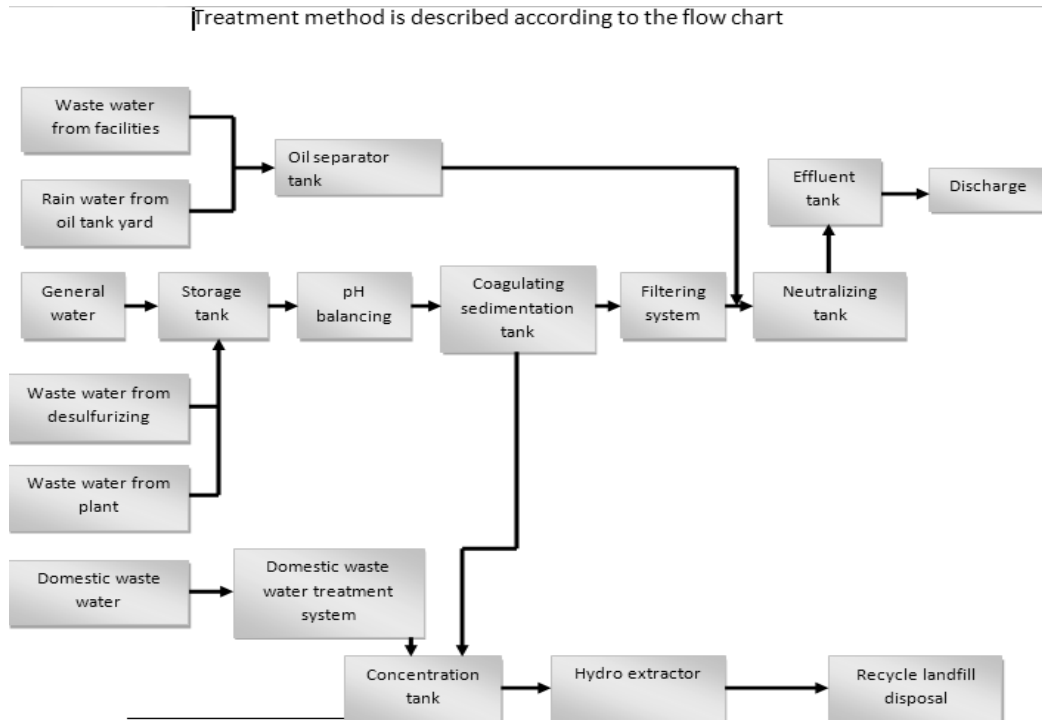 Treatment method is described according to the flow chart
Waste water
from facilities
Oil separator
tank
Effluent
tank
Discharge
Rain water from
oil tank yard
General
water
Storage
tank
pH
balancing
Coagulating
sedimentation
tank
Filtering
system
Neutralizing
tank
Waste water from
desulfurizing
Waste water from
plant
Domestic waste
water
Domestic waste
water treatment
system
Concentration
tank
Hydro extractor
Recycle landfill
disposal